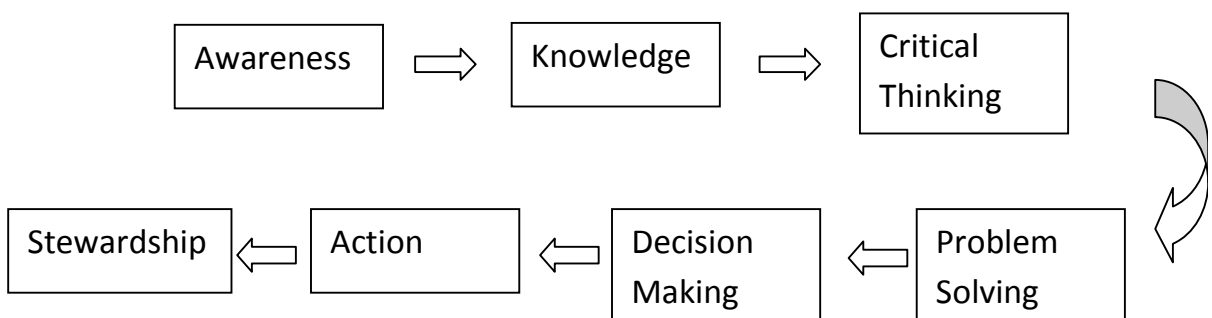 Awareness
Knowledge
Critical
Thinking
Problem
Solving
Decision
Making
Action
Stewardship